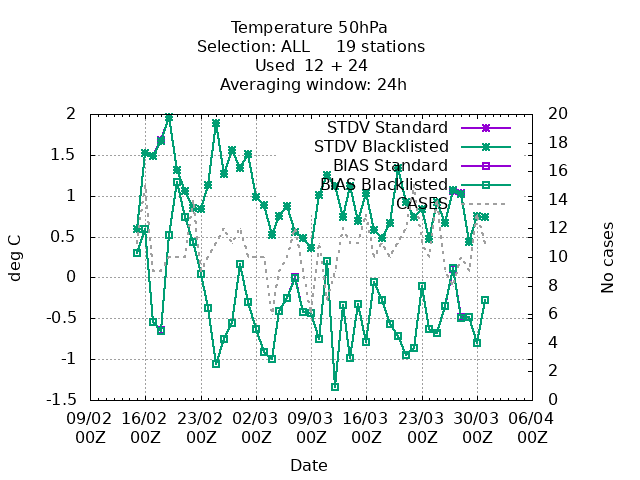 Temperature 50hPa
Selection: ALL 19 stations
Used 12 + 24
Averaging window: 24h
STDV Standard
STDV Blacklisted
BIAS Standard
BIAS Blacklisted
CASES
2
1.5
1
0.5
0
-0.5
-1
-1.5
deg C
20
18
16
14
12
10
8
6
4
2
0
No cases
09/02 16/02 23/02 02/03 09/03 16/03 23/03 30/03 06/04
00Z 00Z 00Z 00Z 00Z 00Z 00Z 00Z 00Z
Date